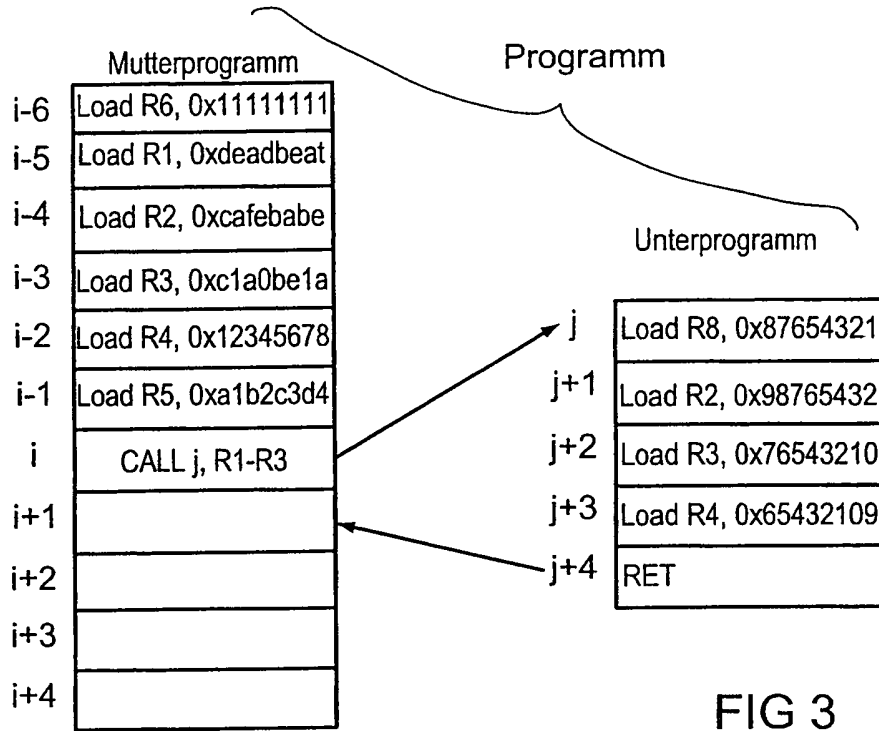 Programm
Mutterprogramm
i-6 Load R6, 0x11111111
i-5 Load R1, 0xdeadbeat
i-4 Load R2, 0xcafebabe
i-3 Load R3, 0xc1a0be1a
i-2 Load R4, 0x12345678
i-1 Load R5, 0xa1b2c3d4
i CALL j, R1-R3
i+1
i+2
i+3
i+4
Unterprogramm
j Load R8, 0x87654321
j+1 Load R2, 0x98765432
j+2 Load R3, 0x76543210
j+3 Load R4, 0x65432109
j+4 RET
FIG 3